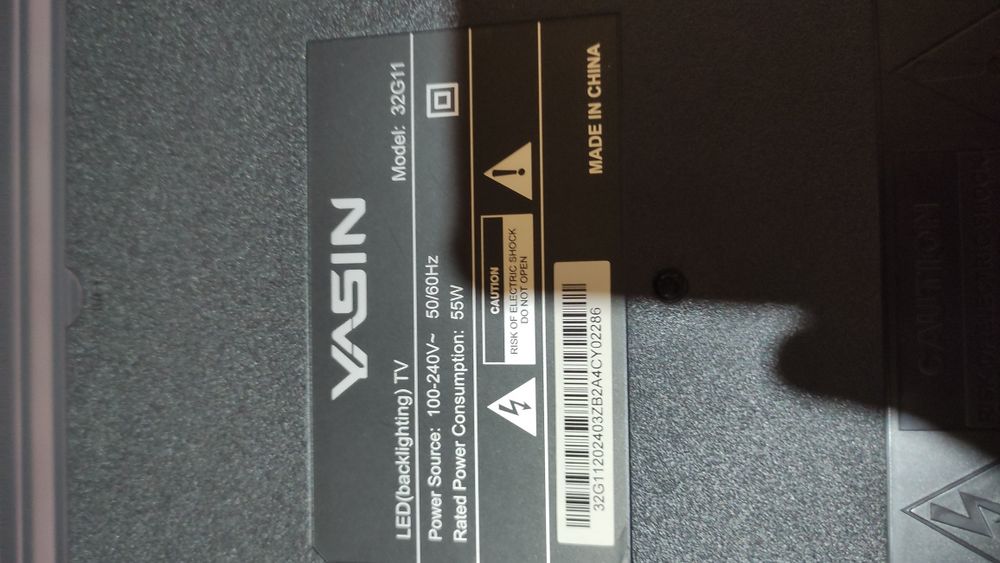 YASIN
LED(backlighting) TV Model: 32G11
Power Source: 100-240V~ 50/60Hz
Rated Power Consumption: 55W
CAUTION
RISK OF ELECTRIC SHOCK
DO NOT OPEN
32G11202403ZB2A4CY02286
MADE IN CHINA
CAUTION